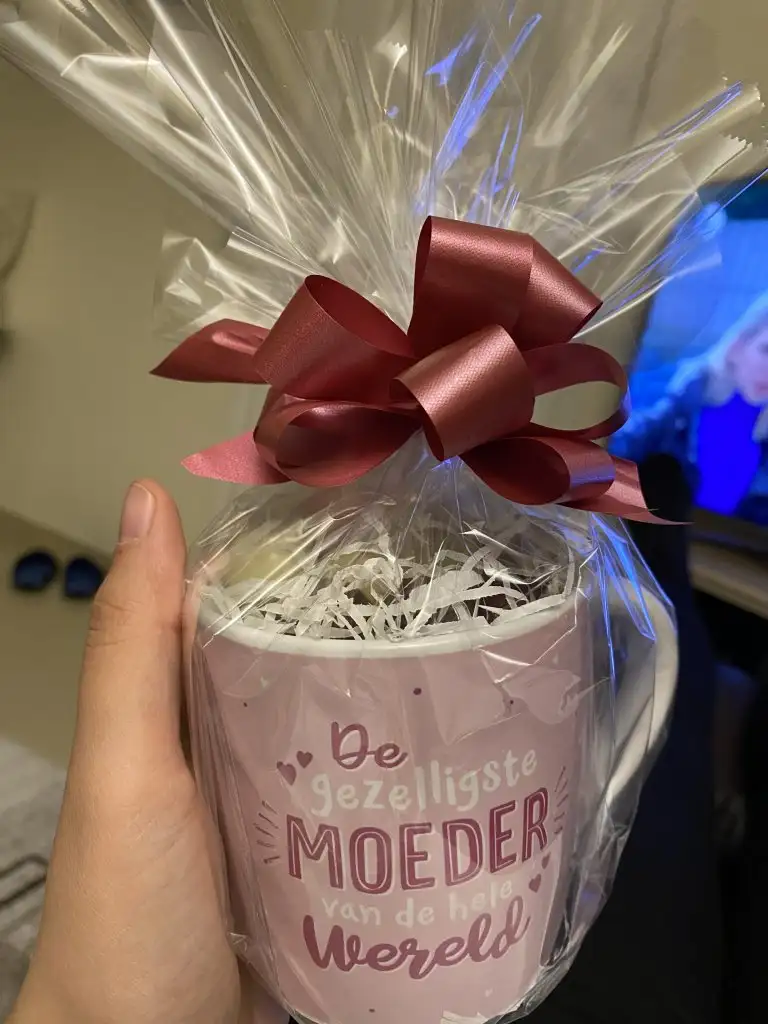 De
gezelligste
MOEDER
van de hele
Wereld